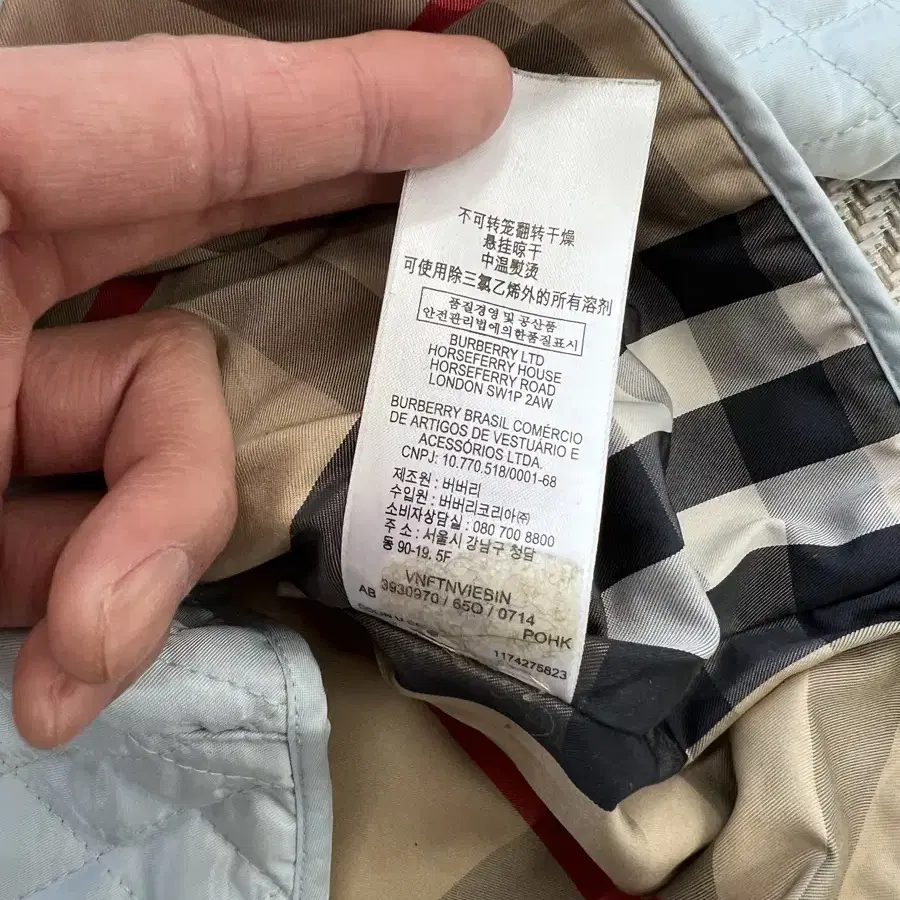 不可转笼翻转干燥
悬挂晾干
中温熨烫
可使用除三氯乙烯外的所有溶剂
품질경영 및 공산품
안전관리법에의한품질표시
BURBERRY LTD
HORSEFERRY HOUSE
HORSEFERRY ROAD
LONDON SW1P 2AW
BURBERRY BRASIL COMÉRCIO
DE ARTIGOS DE VESTUÁRIO E
ACESSÓRIOS LTDA.
CNPJ: 10.770.518/0001-68
제조원 : 버버리
수입원 : 버버리코리아㈜
소비자상담실 : 080 700 8800
주 소 : 서울시 강남구 청담
동 90-19. 5F
VNFTNVIEBIN
AB 3930970 / 65Q / 0714
POHK
1174275823